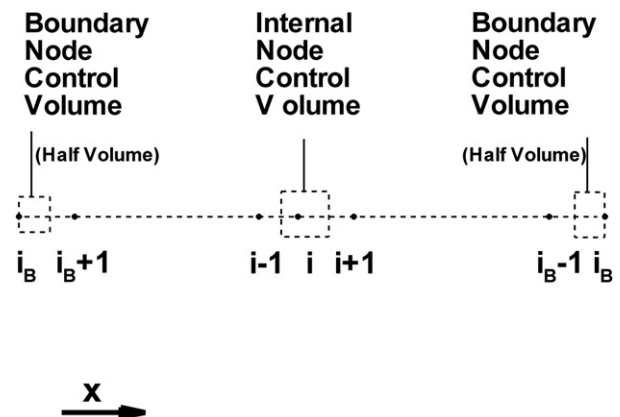 Boundary
Node
Control
Volume
Internal
Node
Control
V olume
Boundary
Node
Control
Volume
(Half Volume)
(Half Volume)
iB iB+1 i-1 i i+1 iB-1 iB
x